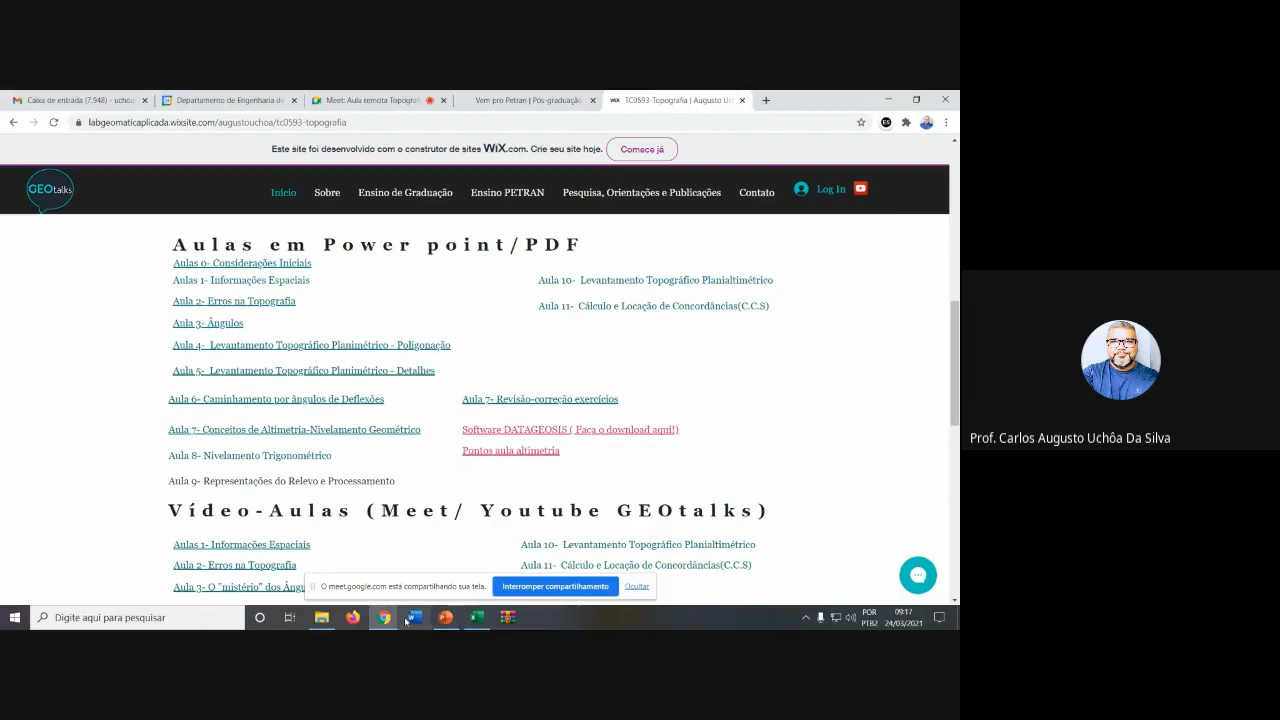 Caixa de entrada (7.948) - uchoa
Departamento de Engenharia de
Meet: Aula remota Topografi
Vem pro Petran | Pós-graduação
WIX TC0593-Topografia | Augusto Uc
labgeomaticaplicada.wixsite.com/augustouchoa/tc0593-topografia
Este site foi desenvolvido com o construtor de sites WiX.com. Crie seu site hoje.
Comece já
GEOtalks
Início
Sobre
Ensino de Graduação
Ensino PETRAN
Pesquisa, Orientações e Publicações
Contato
Log In
Aulas em Power point/PDF
Aulas 0- Considerações Iniciais
Aulas 1- Informações Espaciais
Aula 10- Levantamento Topográfico Planialtimétrico
Aula 2- Erros na Topografia
Aula 11- Cálculo e Locação de Concordâncias(C.C.S)
Aula 3- Ângulos
Aula 4- Levantamento Topográfico Planimétrico - Poligonação
Aula 5- Levantamento Topográfico Planimétrico - Detalhes
Aula 6- Caminhamento por ângulos de Deflexões
Aula 7- Revisão-correção exercícios
Aula 7- Conceitos de Altimetria-Nivelamento Geométrico
Software DATAGEOSIS ( Faça o download aqui!)
Pontos aula altimetria
Aula 8- Nivelamento Trigonométrico
Aula 9- Representações do Relevo e Processamento
Vídeo-Aulas (Meet/ Youtube GEOtalks)
Aulas 1- Informações Espaciais
Aula 10- Levantamento Topográfico Planialtimétrico
Aula 2- Erros na Topografia
Aula 11- Cálculo e Locação de Concordâncias(C.C.S)
Aula 3- O "mistério" dos Ângu
O meet.google.com está compartilhando sua tela.
Interromper compartilhamento
Ocultar
Digite aqui para pesquisar
POR
PTB2
09:17
24/03/2021
Prof. Carlos Augusto Uchôa Da Silva